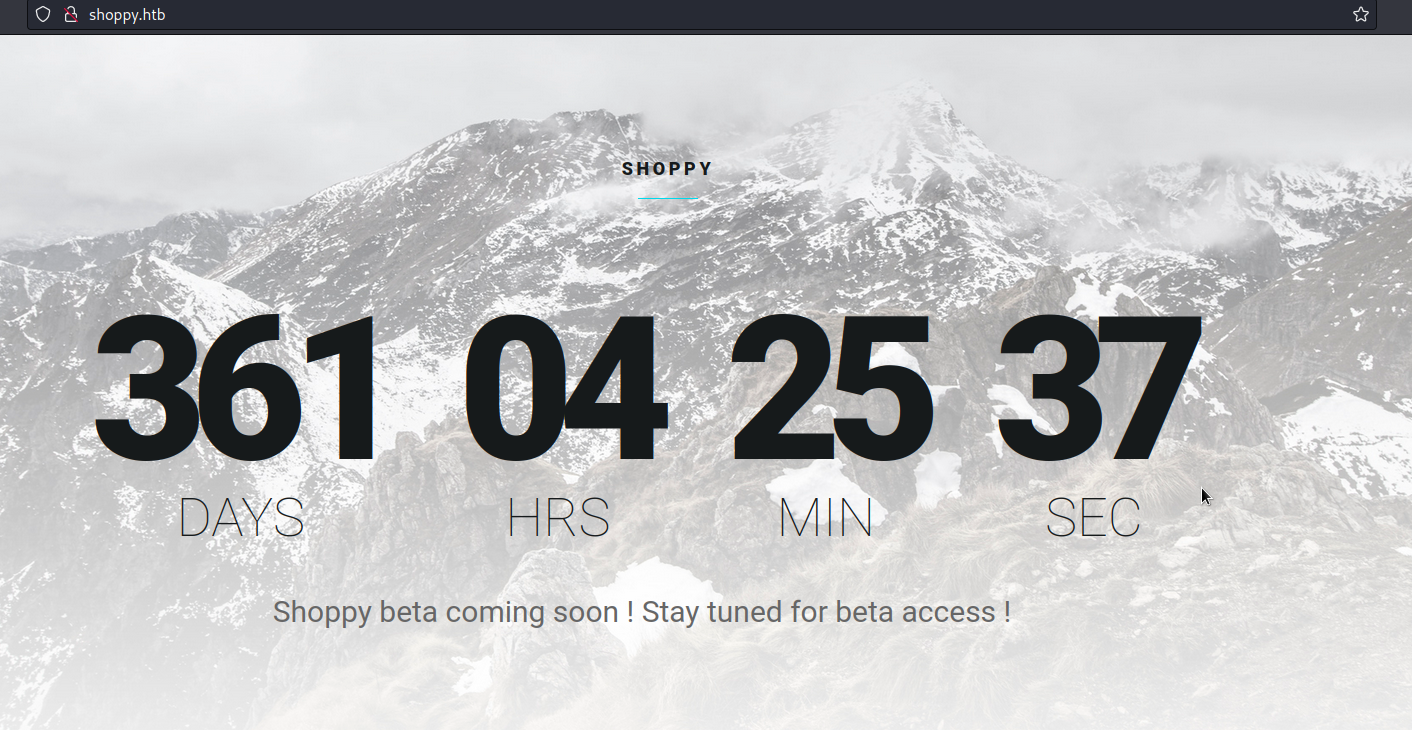 shoppy.htb
SHOPPY
361 04 25 37
DAYS HRS MIN SEC
Shoppy beta coming soon ! Stay tuned for beta access !